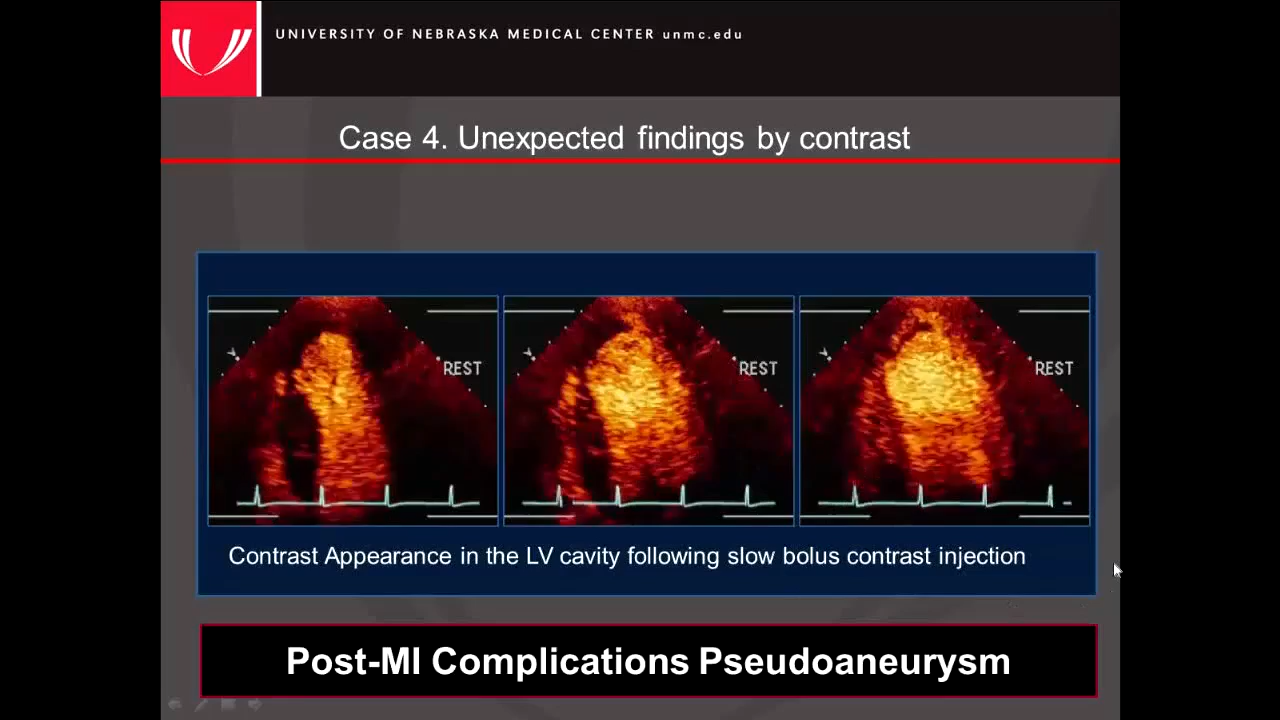 UNIVERSITY OF NEBRASKA MEDICAL CENTER unmc.edu
Case 4. Unexpected findings by contrast
REST
REST
REST
Contrast Appearance in the LV cavity following slow bolus contrast injection
Post-MI Complications Pseudoaneurysm